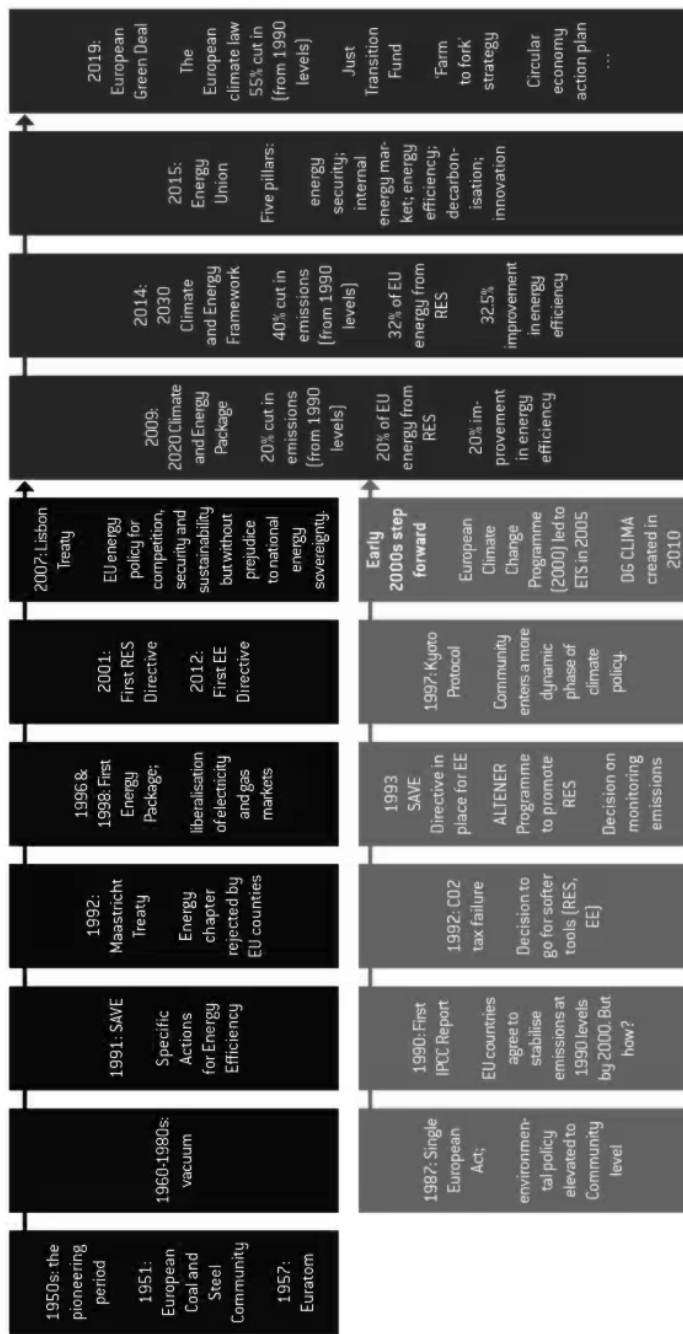 1950s: the
pioneering
period
1951:
European
Coal and
Steel
Community
1957:
Euratom
1960-1980s:
vacuum
1991: SAVE
Specific
Actions
for Energy
Efficiency
1992:
Maastricht
Treaty
Energy
chapter
rejected by
EU counties
1996 &
1998: First
Energy
Package;
liberalisation
of electricity
and gas
markets
2001:
First RES
Directive
2012:
First EE
Directive
2007: Lisbon
Treaty
EU energy
policy for
competition,
security and
sustainability
but without
prejudice
to national
energy
sovereignty.
1987: Single
European
Act;
environmen-
tal policy
elevated to
Community
level
1990: First
IPCC Report
EU countries
agree to
stabilise
emissions at
1990 levels
by 2000. But
how?
1992: CO2
tax failure
Decision to
go for softer
tools (RES,
EE)
1993
SAVE
Directive in
place for EE
ALTENER
Programme
to promote
RES
Decision on
monitoring
emissions
1997: Kyoto
Protocol
Community
enters a more
dynamic
phase of
climate
policy.
Early
2000s step
forward
European
Climate
Change
Programme
(2000) led to
ETS in 2005
DG CLIMA
created in
2010
2009:
2020 Climate
and Energy
Package
20% cut in
emissions
(from 1990
levels)
20% of EU
energy from
RES
20% im-
provement
in energy
efficiency
2014:
2030
Climate
and Energy
Framework
40% cut in
emissions
(from 1990
levels)
32% of EU
energy from
RES
32.5%
improvement
in energy
efficiency
2015:
Energy
Union
Five pillars:
energy
security;
internal
energy mar-
ket; energy
efficiency;
decarbon-
isation;
innovation
2019:
European
Green Deal
The
European
climate law
55% cut in
(from 1990
levels)
Just
Transition
Fund
'Farm
to fork'
strategy
Circular
economy
action plan
...